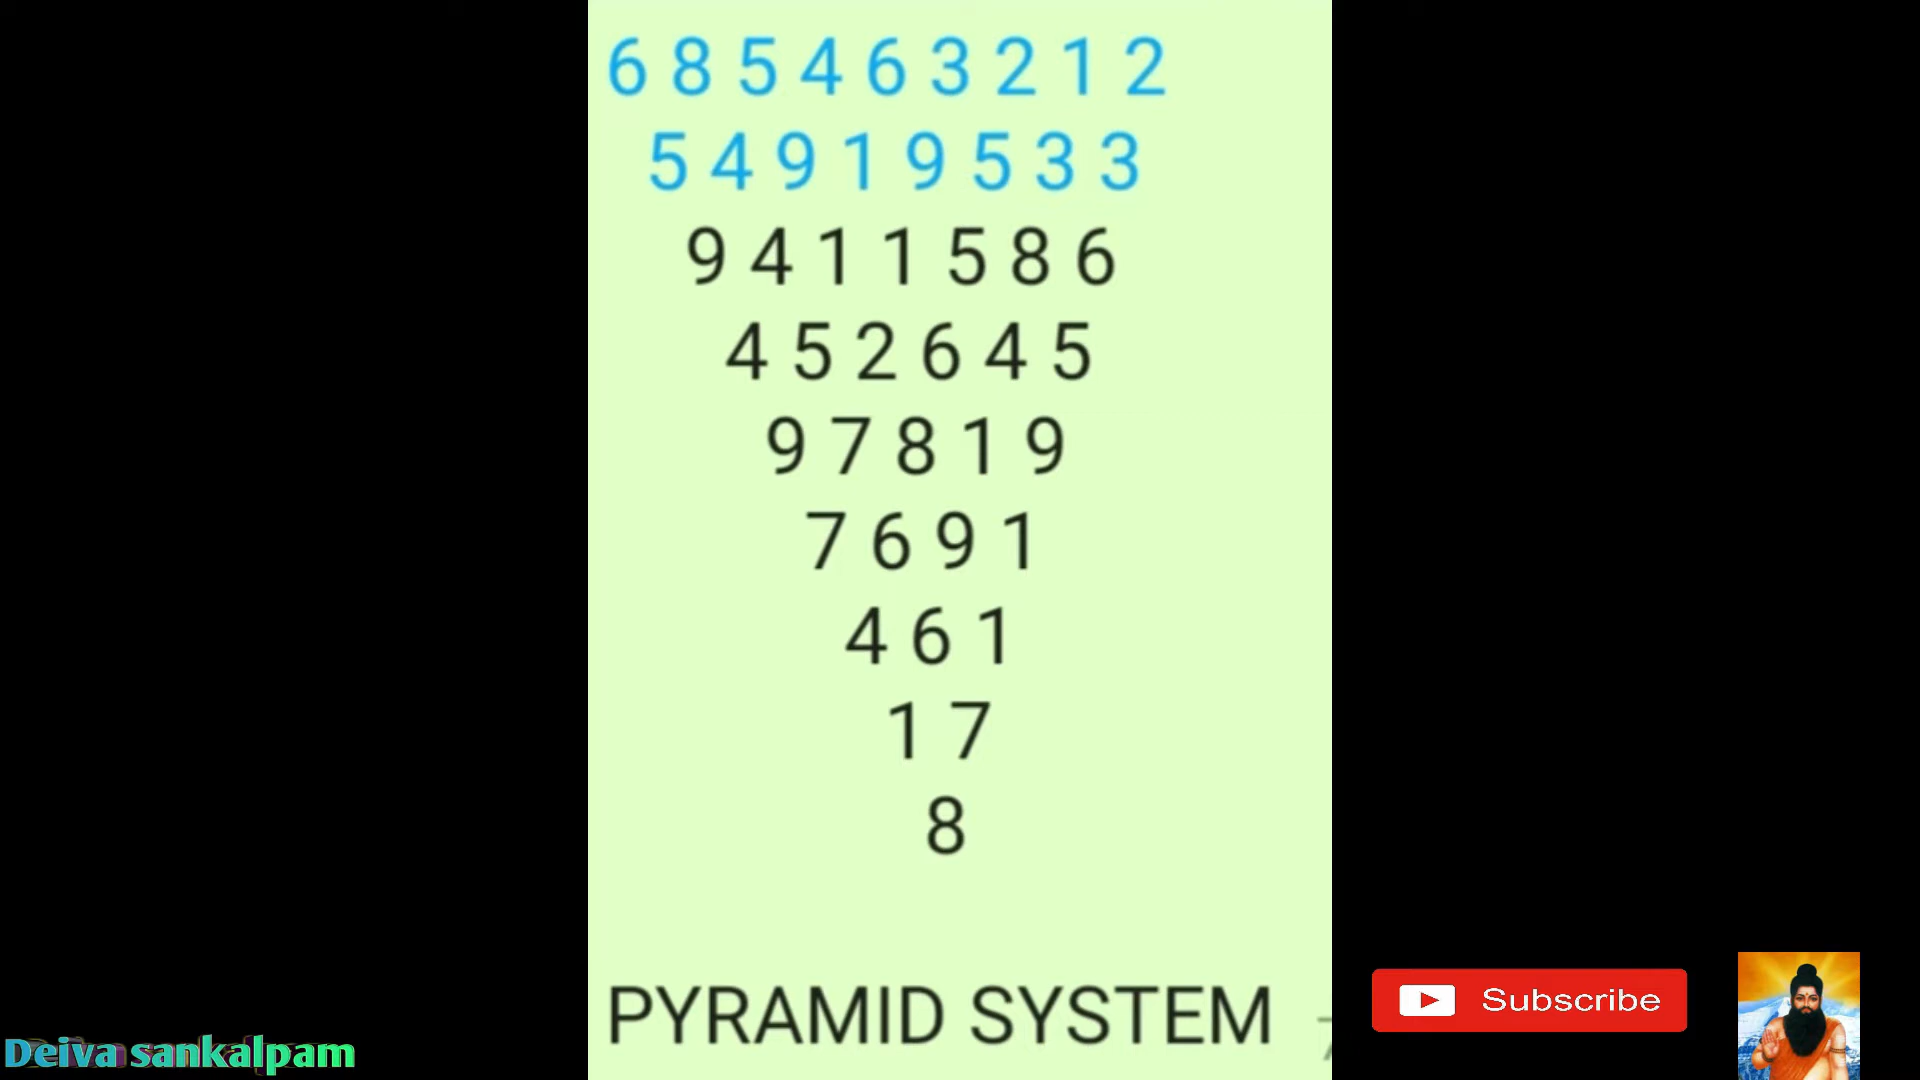 6 8 5 4 6 3 2 1 2
5 4 9 1 9 5 3 3
9 4 1 1 5 8 6
4 5 2 6 4 5
9 7 8 1 9
7 6 9 1
4 6 1
1 7
8
PYRAMID SYSTEM
Subscribe
Deiva sankalpam